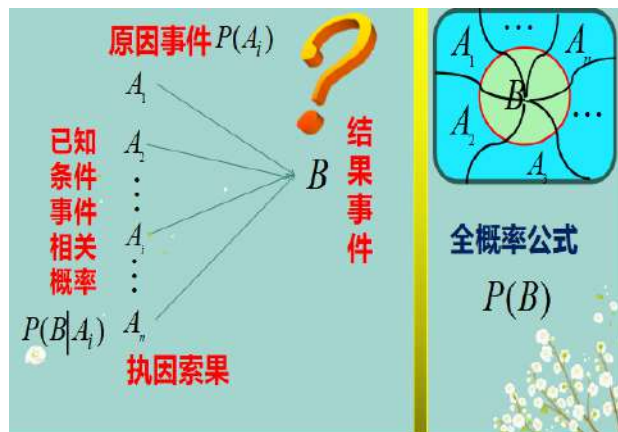 原因事件 P(Aᵢ)
A₁
A₂
⋮
Aᵢ
⋮
Aₙ
已知
条件
事件
相关
概率
P(B|Aᵢ)
执因索果
B
结
果
事
件
A₁ … Aₙ
B
A₂ …
A₃
全概率公式
P(B)